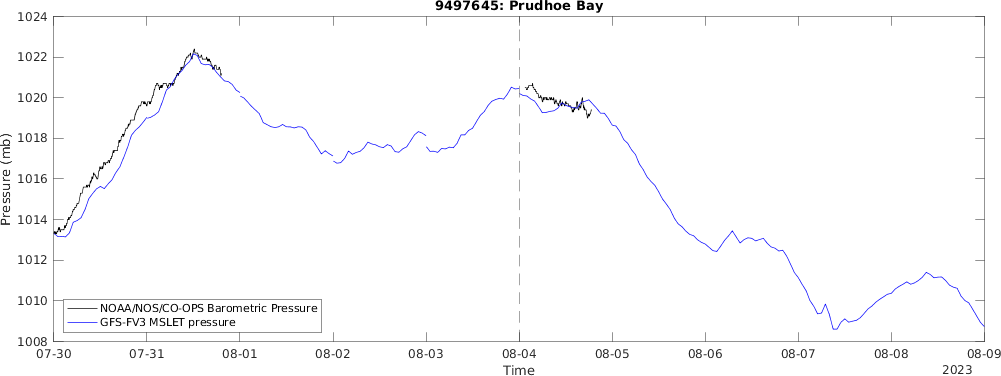 9497645: Prudhoe Bay
1024
1022
1020
1018
1016
1014
1012
1010
1008
Pressure (mb)
NOAA/NOS/CO-OPS Barometric Pressure
GFS-FV3 MSLET pressure
07-30 07-31 08-01 08-02 08-03 08-04 08-05 08-06 08-07 08-08 08-09
Time
2023